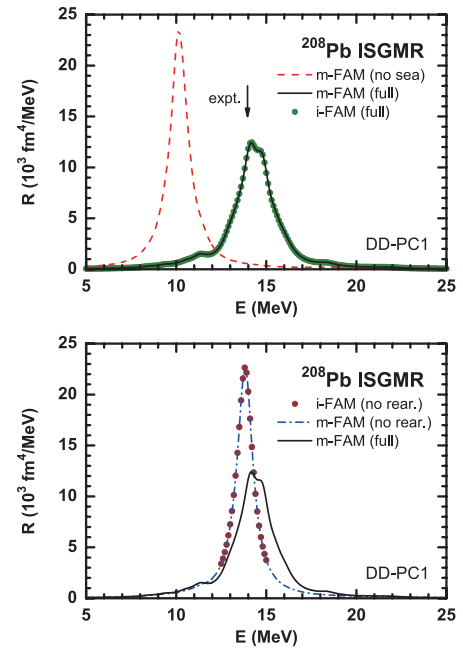 ²⁰⁸Pb ISGMR
m-FAM (no sea)
m-FAM (full)
i-FAM (full)
expt.
DD-PC1
R (10³ fm⁴/MeV)
25
20
15
10
5
0
5 10 15 20 25
E (MeV)
²⁰⁸Pb ISGMR
i-FAM (no rear.)
m-FAM (no rear.)
m-FAM (full)
DD-PC1
R (10³ fm⁴/MeV)
25
20
15
10
5
0
5 10 15 20 25
E (MeV)